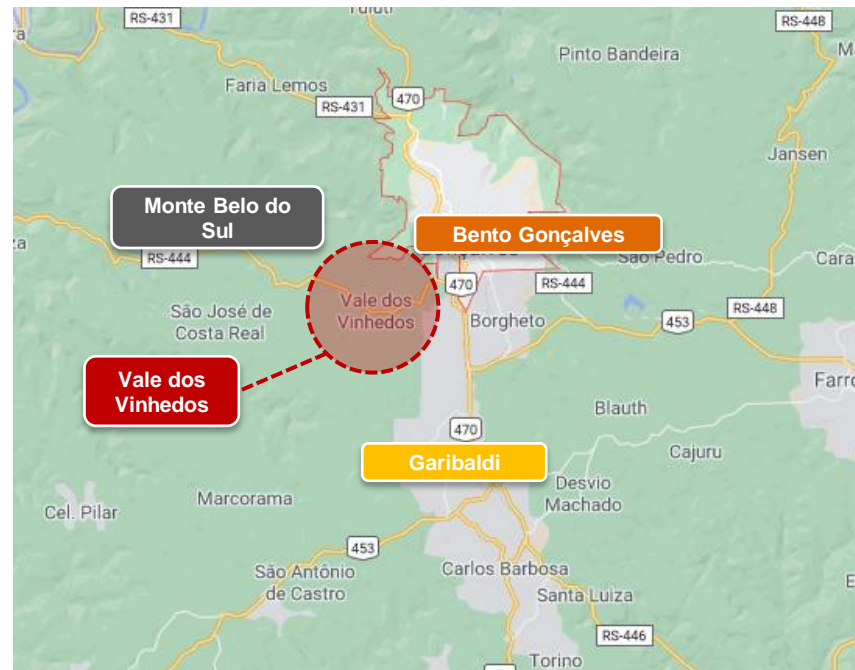 Tuiuti
RS-431
RS-448
Pinto Bandeira
Faria Lemos
470
RS-431
Jansen
Monte Belo do
Sul
Bento Gonçalves
RS-444
São Pedro
470
RS-444
Vale dos
Vinhedos
São José de
Costa Real
Borgheto
453
RS-448
Vale dos
Vinhedos
Blauth
470
Cajuru
Garibaldi
Desvio
Machado
Marcorama
Cel. Pilar
453
São Antônio
de Castro
Carlos Barbosa
Santa Luiza
RS-446
Torino